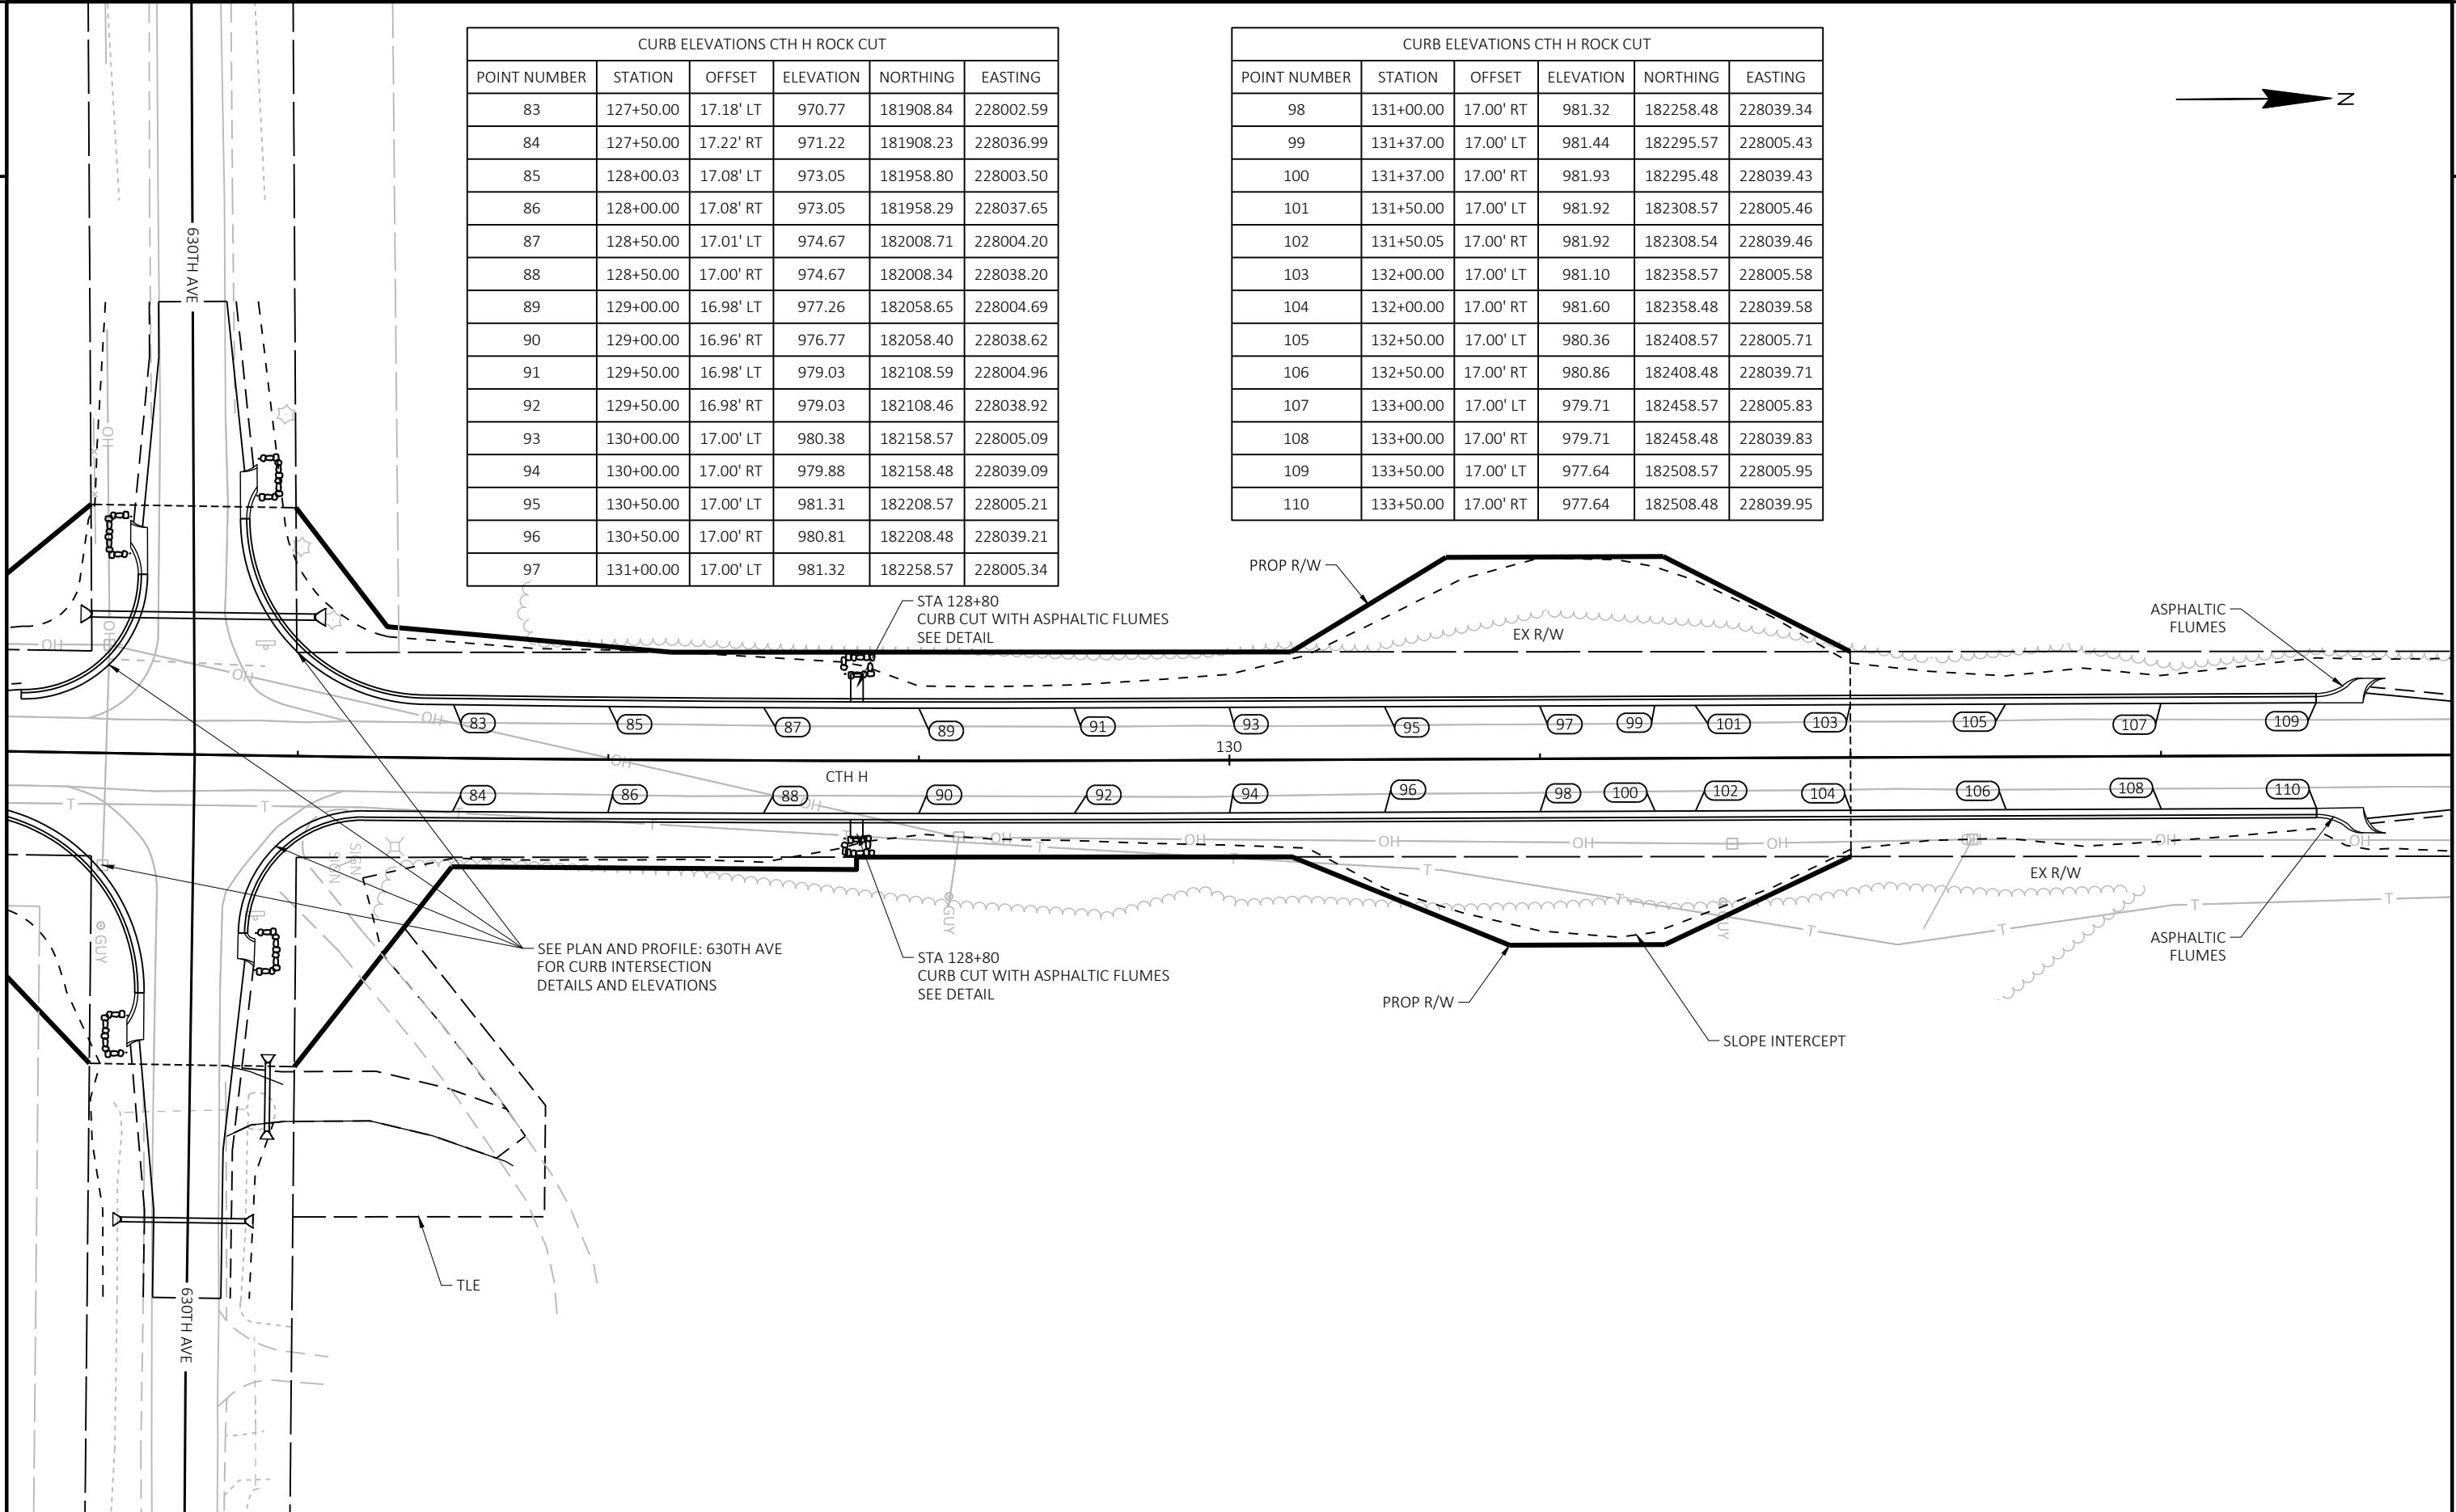 CURB ELEVATIONS CTH H ROCK CUT
POINT NUMBER STATION OFFSET ELEVATION NORTHING EASTING
83 127+50.00 17.18' LT 970.77 181908.84 228002.59
84 127+50.00 17.22' RT 971.22 181908.23 228036.99
85 128+00.03 17.08' LT 973.05 181958.80 228003.50
86 128+00.00 17.08' RT 973.05 181958.29 228037.65
87 128+50.00 17.01' LT 974.67 182008.71 228004.20
88 128+50.00 17.00' RT 974.67 182008.34 228038.20
89 129+00.00 16.98' LT 977.26 182058.65 228004.69
90 129+00.00 16.96' RT 976.77 182058.40 228038.62
91 129+50.00 16.98' LT 979.03 182108.59 228004.96
92 129+50.00 16.98' RT 979.03 182108.46 228038.92
93 130+00.00 17.00' LT 980.38 182158.57 228005.09
94 130+00.00 17.00' RT 979.88 182158.48 228039.09
95 130+50.00 17.00' LT 981.31 182208.57 228005.21
96 130+50.00 17.00' RT 980.81 182208.48 228039.21
97 131+00.00 17.00' LT 981.32 182258.57 228005.34
CURB ELEVATIONS CTH H ROCK CUT
POINT NUMBER STATION OFFSET ELEVATION NORTHING EASTING
98 131+00.00 17.00' RT 981.32 182258.48 228039.34
99 131+37.00 17.00' LT 981.44 182295.57 228005.43
100 131+37.00 17.00' RT 981.93 182295.48 228039.43
101 131+50.00 17.00' LT 981.92 182308.57 228005.46
102 131+50.05 17.00' RT 981.92 182308.54 228039.46
103 132+00.00 17.00' LT 981.10 182358.57 228005.58
104 132+00.00 17.00' RT 981.60 182358.48 228039.58
105 132+50.00 17.00' LT 980.36 182408.57 228005.71
106 132+50.00 17.00' RT 980.86 182408.48 228039.71
107 133+00.00 17.00' LT 979.71 182458.57 228005.83
108 133+00.00 17.00' RT 979.71 182458.48 228039.83
109 133+50.00 17.00' LT 977.64 182508.57 228005.95
110 133+50.00 17.00' RT 977.64 182508.48 228039.95
N
630TH AVE
OH
PROP R/W
STA 128+80
CURB CUT WITH ASPHALTIC FLUMES
SEE DETAIL
EX R/W
ASPHALTIC
FLUMES
OH
OH
OH
OH
83 85 87 89 91 93 95 97 99 101 103 105 107 109
130
OH
CTH H
84 86 88 90 92 94 96 98 100 102 104 106 108 110
T T OH
T T
OH OH OH OH OH OH OH OH
SIGN
SIGN
T T T T T T T
EX R/W
GUY
GUY
GUY
SEE PLAN AND PROFILE: 630TH AVE
FOR CURB INTERSECTION
DETAILS AND ELEVATIONS
STA 128+80
CURB CUT WITH ASPHALTIC FLUMES
SEE DETAIL
ASPHALTIC
FLUMES
PROP R/W
SLOPE INTERCEPT
TLE
630TH AVE